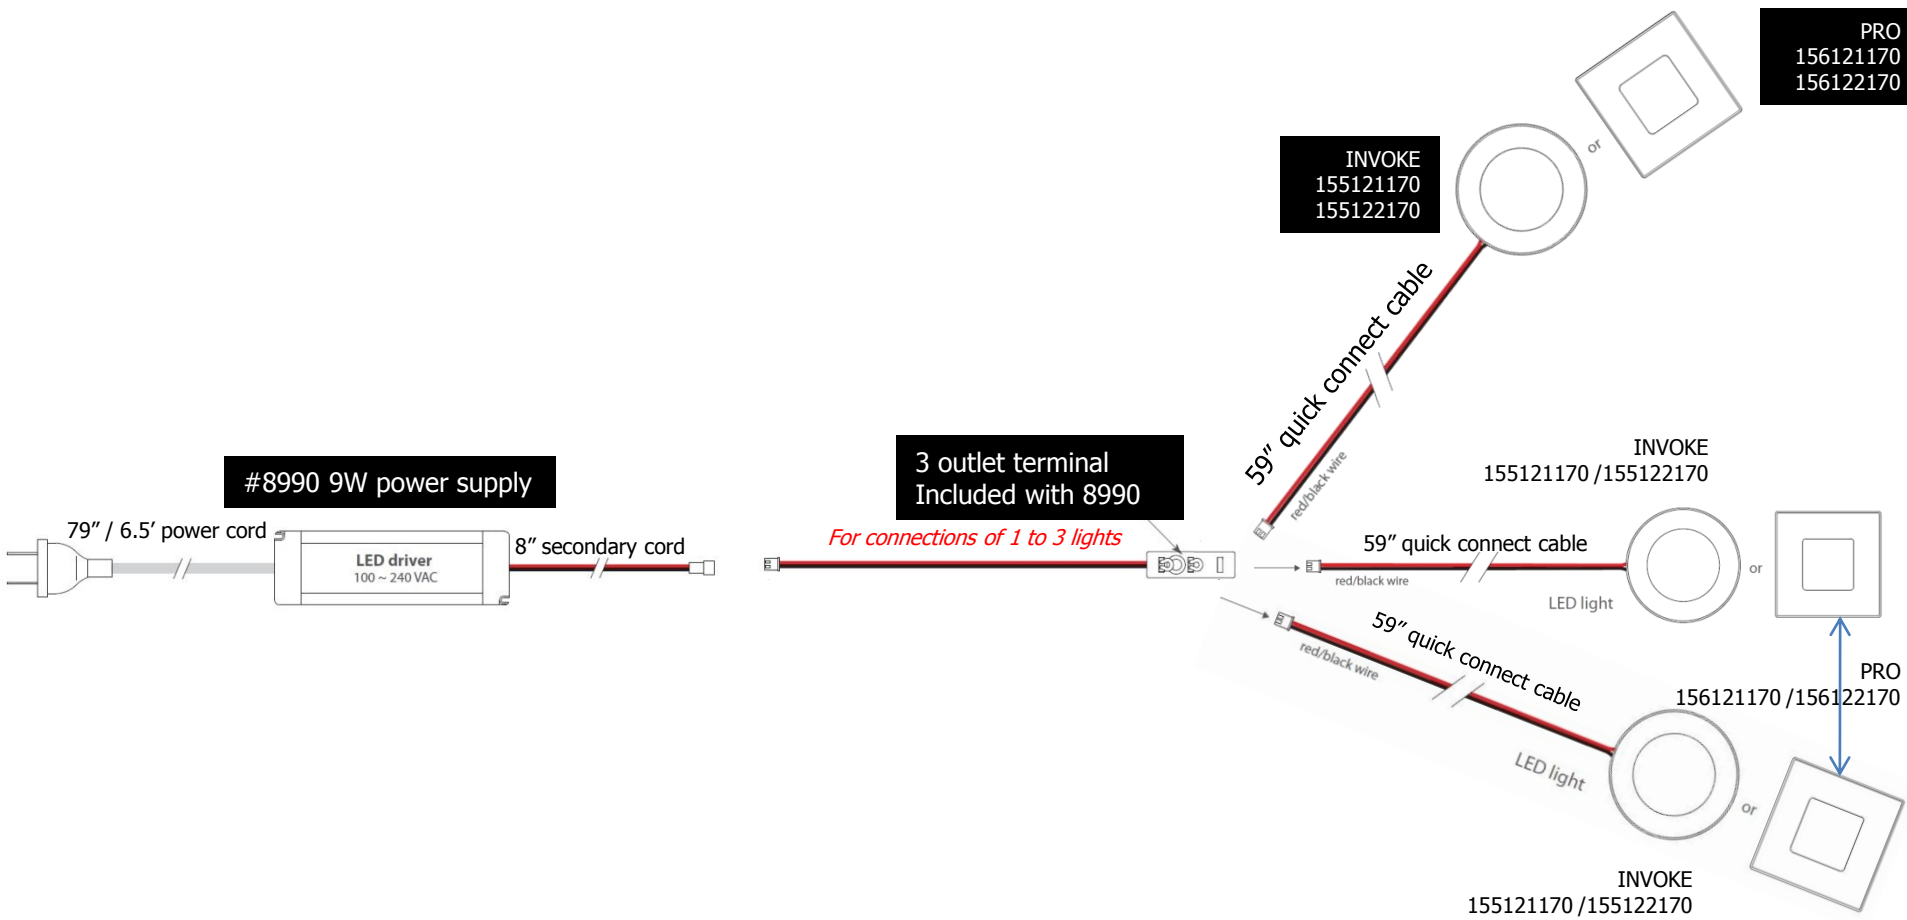 PRO
156121170
156122170
or
INVOKE
155121170
155122170
59” quick connect cable
red/black wire
#8990 9W power supply
79” / 6.5’ power cord
LED driver
100 ~ 240 VAC
8” secondary cord
3 outlet terminal
Included with 8990
For connections of 1 to 3 lights
INVOKE
155121170 /155122170
59” quick connect cable
red/black wire
LED light
or
59” quick connect cable
red/black wire
LED light
or
PRO
156121170 /156122170
INVOKE
155121170 /155122170